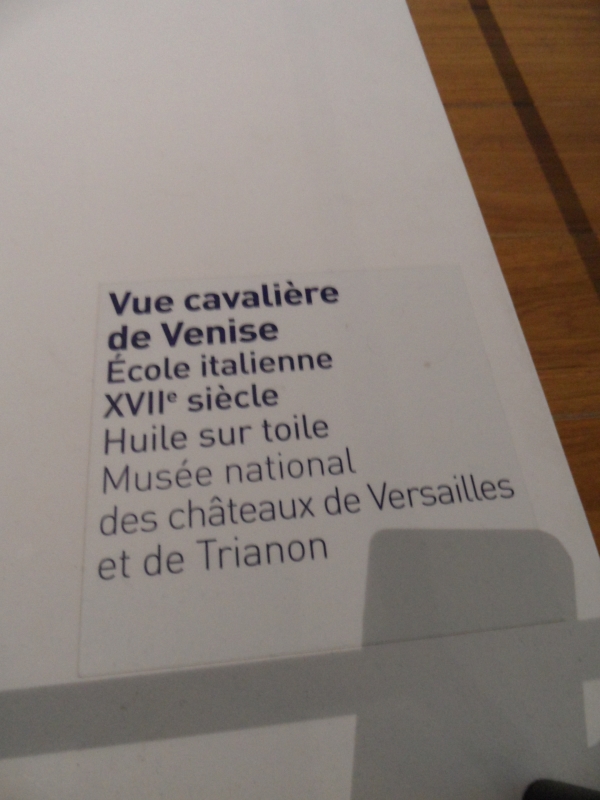 Vue cavalière
de Venise
École italienne
XVIIᵉ siècle
Huile sur toile
Musée national
des châteaux de Versailles
et de Trianon